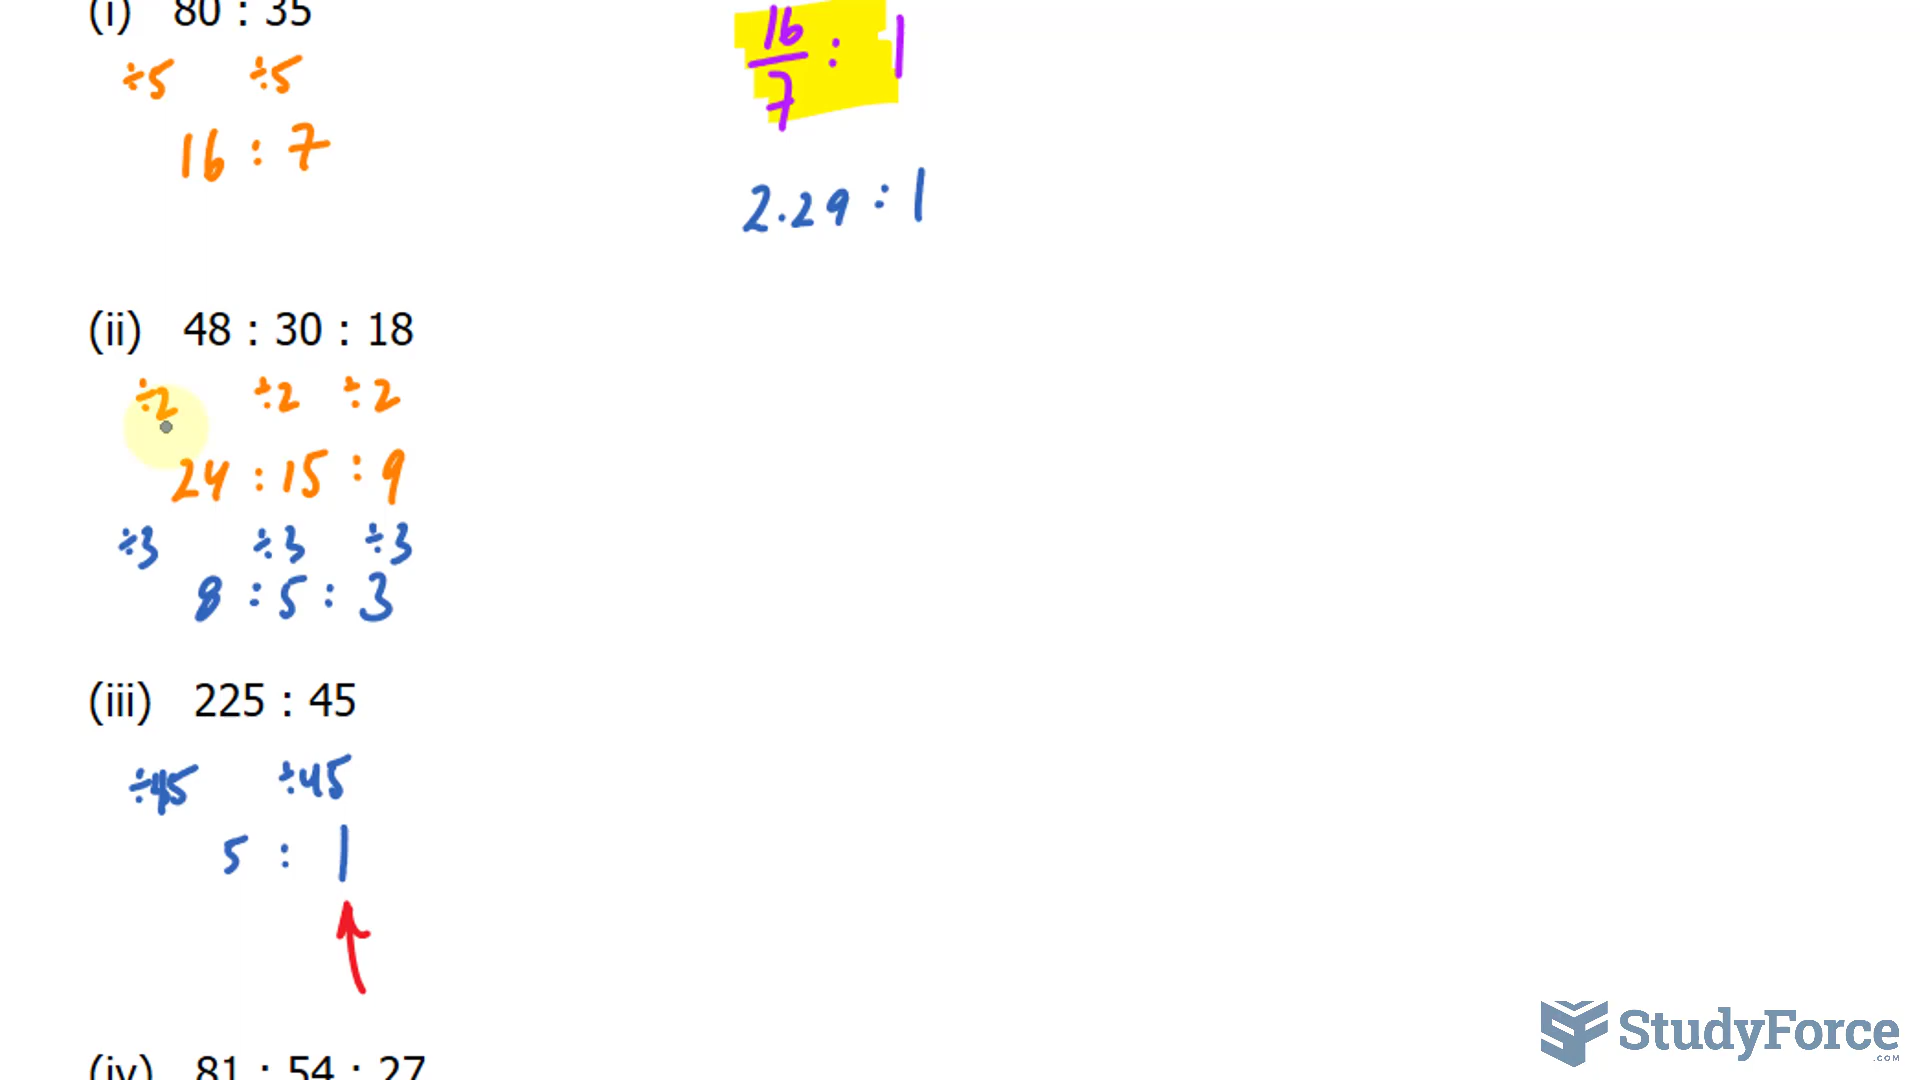 (i) 80 : 35
÷5 ÷5
16 : 7
16/7 : 1
2.29 : 1
(ii) 48 : 30 : 18
÷2 ÷2 ÷2
24 : 15 : 9
÷3 ÷3 ÷3
8 : 5 : 3
(iii) 225 : 45
÷45 ÷45
5 : 1
(iv) 81 : 54 : 27
StudyForce
.COM